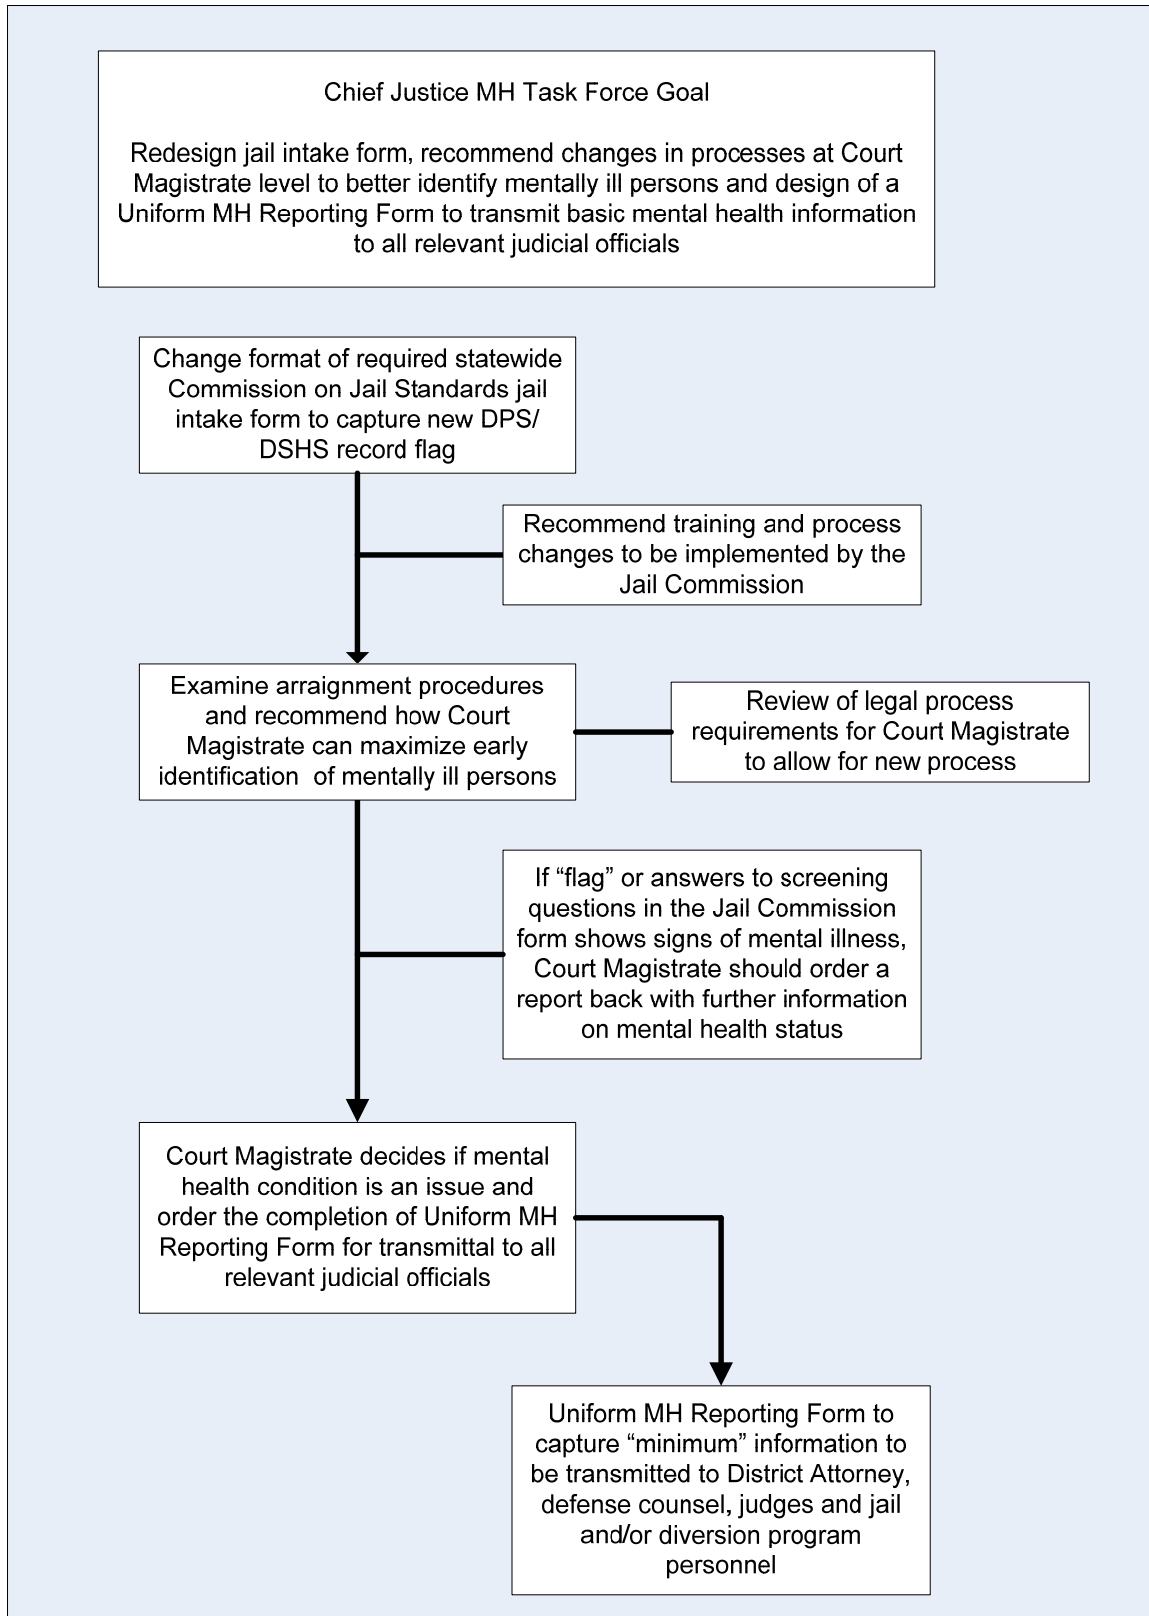 Chief Justice MH Task Force Goal
Redesign jail intake form, recommend changes in processes at Court
Magistrate level to better identify mentally ill persons and design of a
Uniform MH Reporting Form to transmit basic mental health information
to all relevant judicial officials
Change format of required statewide
Commission on Jail Standards jail
intake form to capture new DPS/
DSHS record flag
Recommend training and process
changes to be implemented by the
Jail Commission
Examine arraignment procedures
and recommend how Court
Magistrate can maximize early
identification of mentally ill persons
Review of legal process
requirements for Court Magistrate
to allow for new process
If “flag” or answers to screening
questions in the Jail Commission
form shows signs of mental illness,
Court Magistrate should order a
report back with further information
on mental health status
Court Magistrate decides if mental
health condition is an issue and
order the completion of Uniform MH
Reporting Form for transmittal to all
relevant judicial officials
Uniform MH Reporting Form to
capture “minimum” information to
be transmitted to District Attorney,
defense counsel, judges and jail
and/or diversion program
personnel